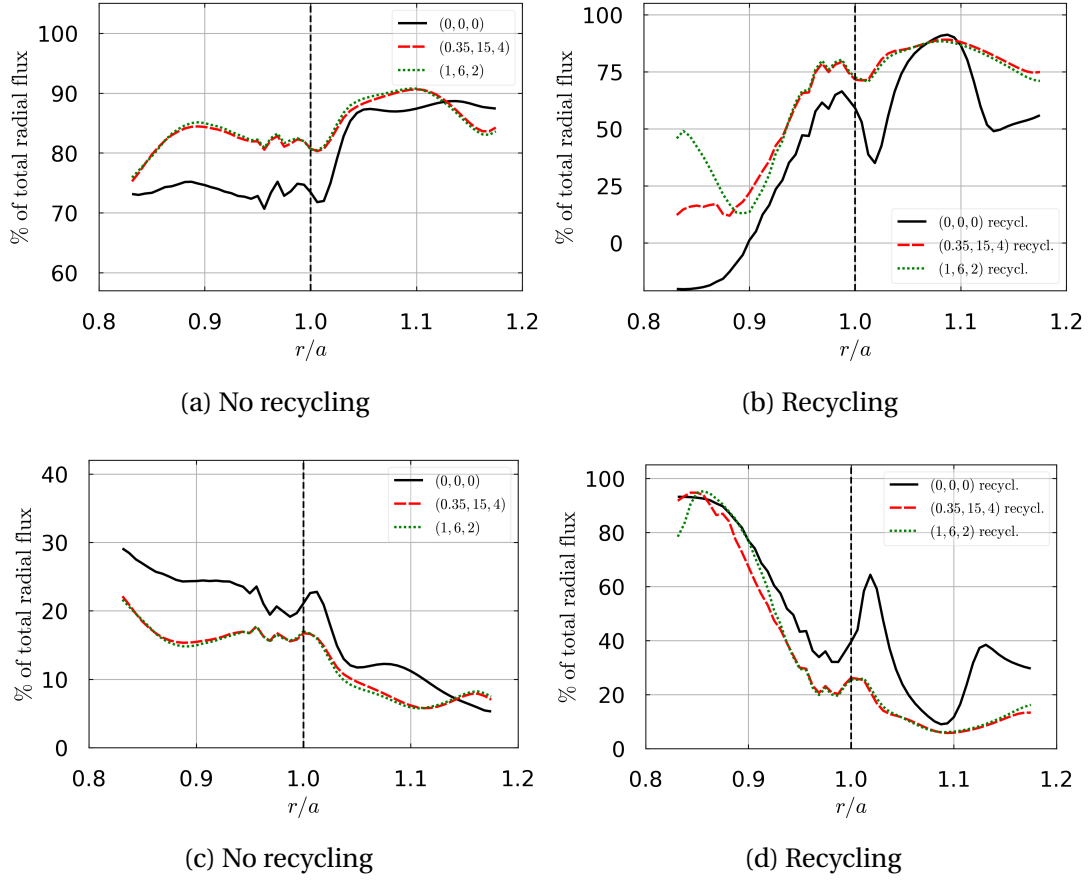 % of total radial flux
100
90
80
70
60
(0, 0, 0)
(0.35, 15, 4)
(1, 6, 2)
0.8 0.9 1.0 1.1 1.2
r/a
(a) No recycling
% of total radial flux
100
75
50
25
0
(0, 0, 0) recycl.
(0.35, 15, 4) recycl.
(1, 6, 2) recycl.
0.8 0.9 1.0 1.1 1.2
r/a
(b) Recycling
% of total radial flux
40
30
20
10
0
(0, 0, 0)
(0.35, 15, 4)
(1, 6, 2)
0.8 0.9 1.0 1.1 1.2
r/a
(c) No recycling
% of total radial flux
100
80
60
40
20
0
(0, 0, 0) recycl.
(0.35, 15, 4) recycl.
(1, 6, 2) recycl.
0.8 0.9 1.0 1.1 1.2
r/a
(d) Recycling